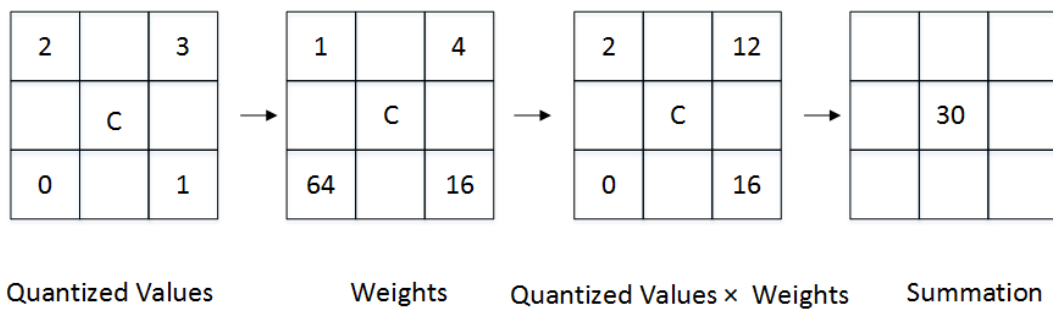 2 3 1 4 2 12
C C C 30
0 1 64 16 0 16
Quantized Values Weights Quantized Values × Weights Summation